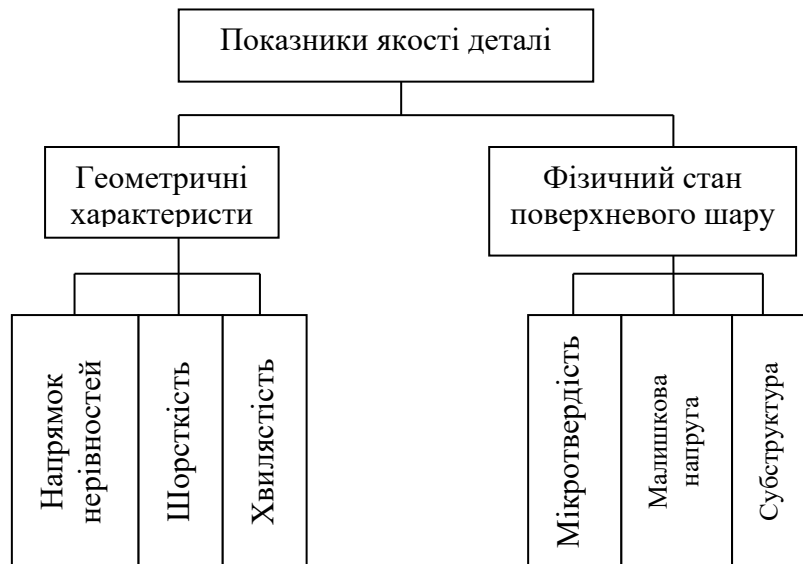 Показники якості деталі
Геометричні
характеристи
Фізичний стан
поверхневого шару
Напрямок
нерівностей
Шорсткість
Хвилястість
Мікротвердість
Малишкова
напруга
Субструктура